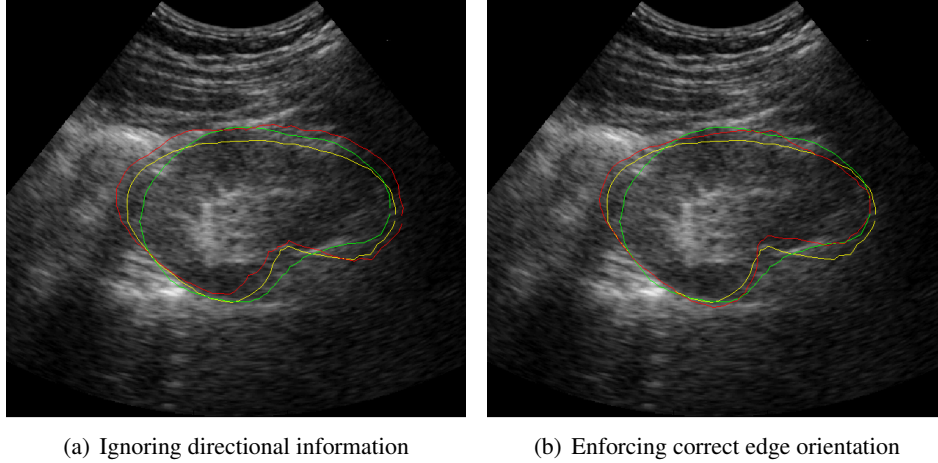 (a) Ignoring directional information
(b) Enforcing correct edge orientation